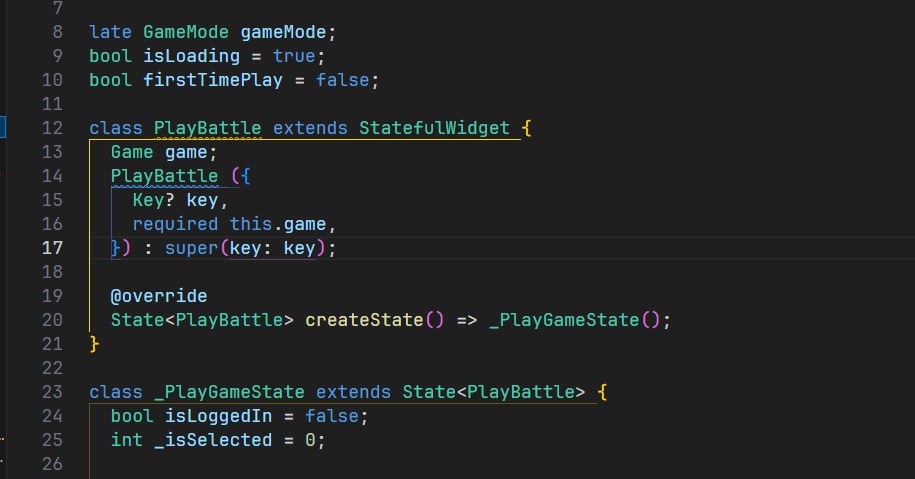 7
8 late GameMode gameMode;
9 bool isLoading = true;
10 bool firstTimePlay = false;
11
12 class PlayBattle extends StatefulWidget {
13   Game game;
14   PlayBattle ({
15     Key? key,
16     required this.game,
17   }) : super(key: key);
18
19   @override
20   State<PlayBattle> createState() => _PlayGameState();
21 }
22
23 class _PlayGameState extends State<PlayBattle> {
24   bool isLoggedIn = false;
25   int _isSelected = 0;
26